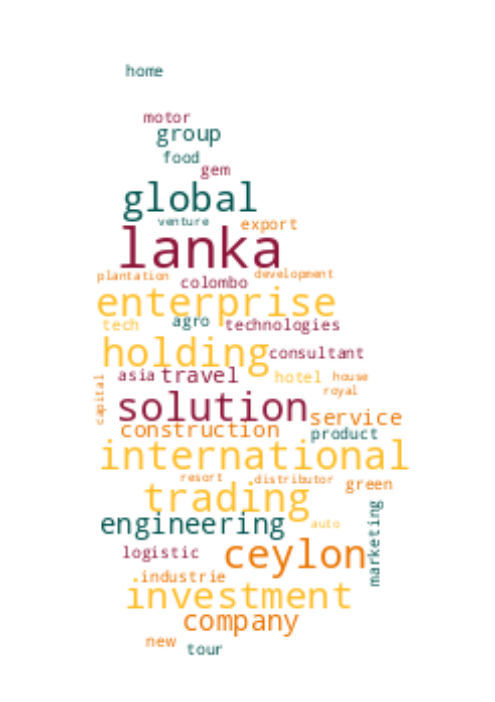 home
motor
group
food
gem
global
venture export
lanka
plantation development
colombo
enterprise
tech agro technologies
holding consultant
asia travel hotel house
capital
royal
solution service
construction product
international
resort distributor green
trading
engineering auto
marketing
logistic ceylon
.industrie
investment
company
new tour